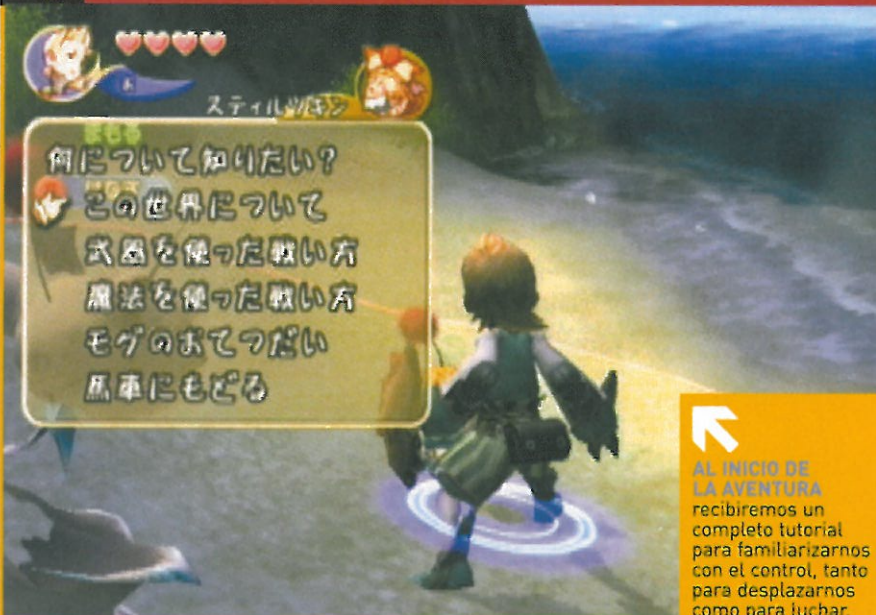 スティルツキン
何について知りたい？
この世界について
武器を使った戦い方
魔法を使った戦い方
モグのおてつだい
馬車にもどる
AL INICIO DE
LA AVENTURA
recibiremos un
completo tutorial
para familiarizarnos
con el control, tanto
para desplazarnos
como para luchar.